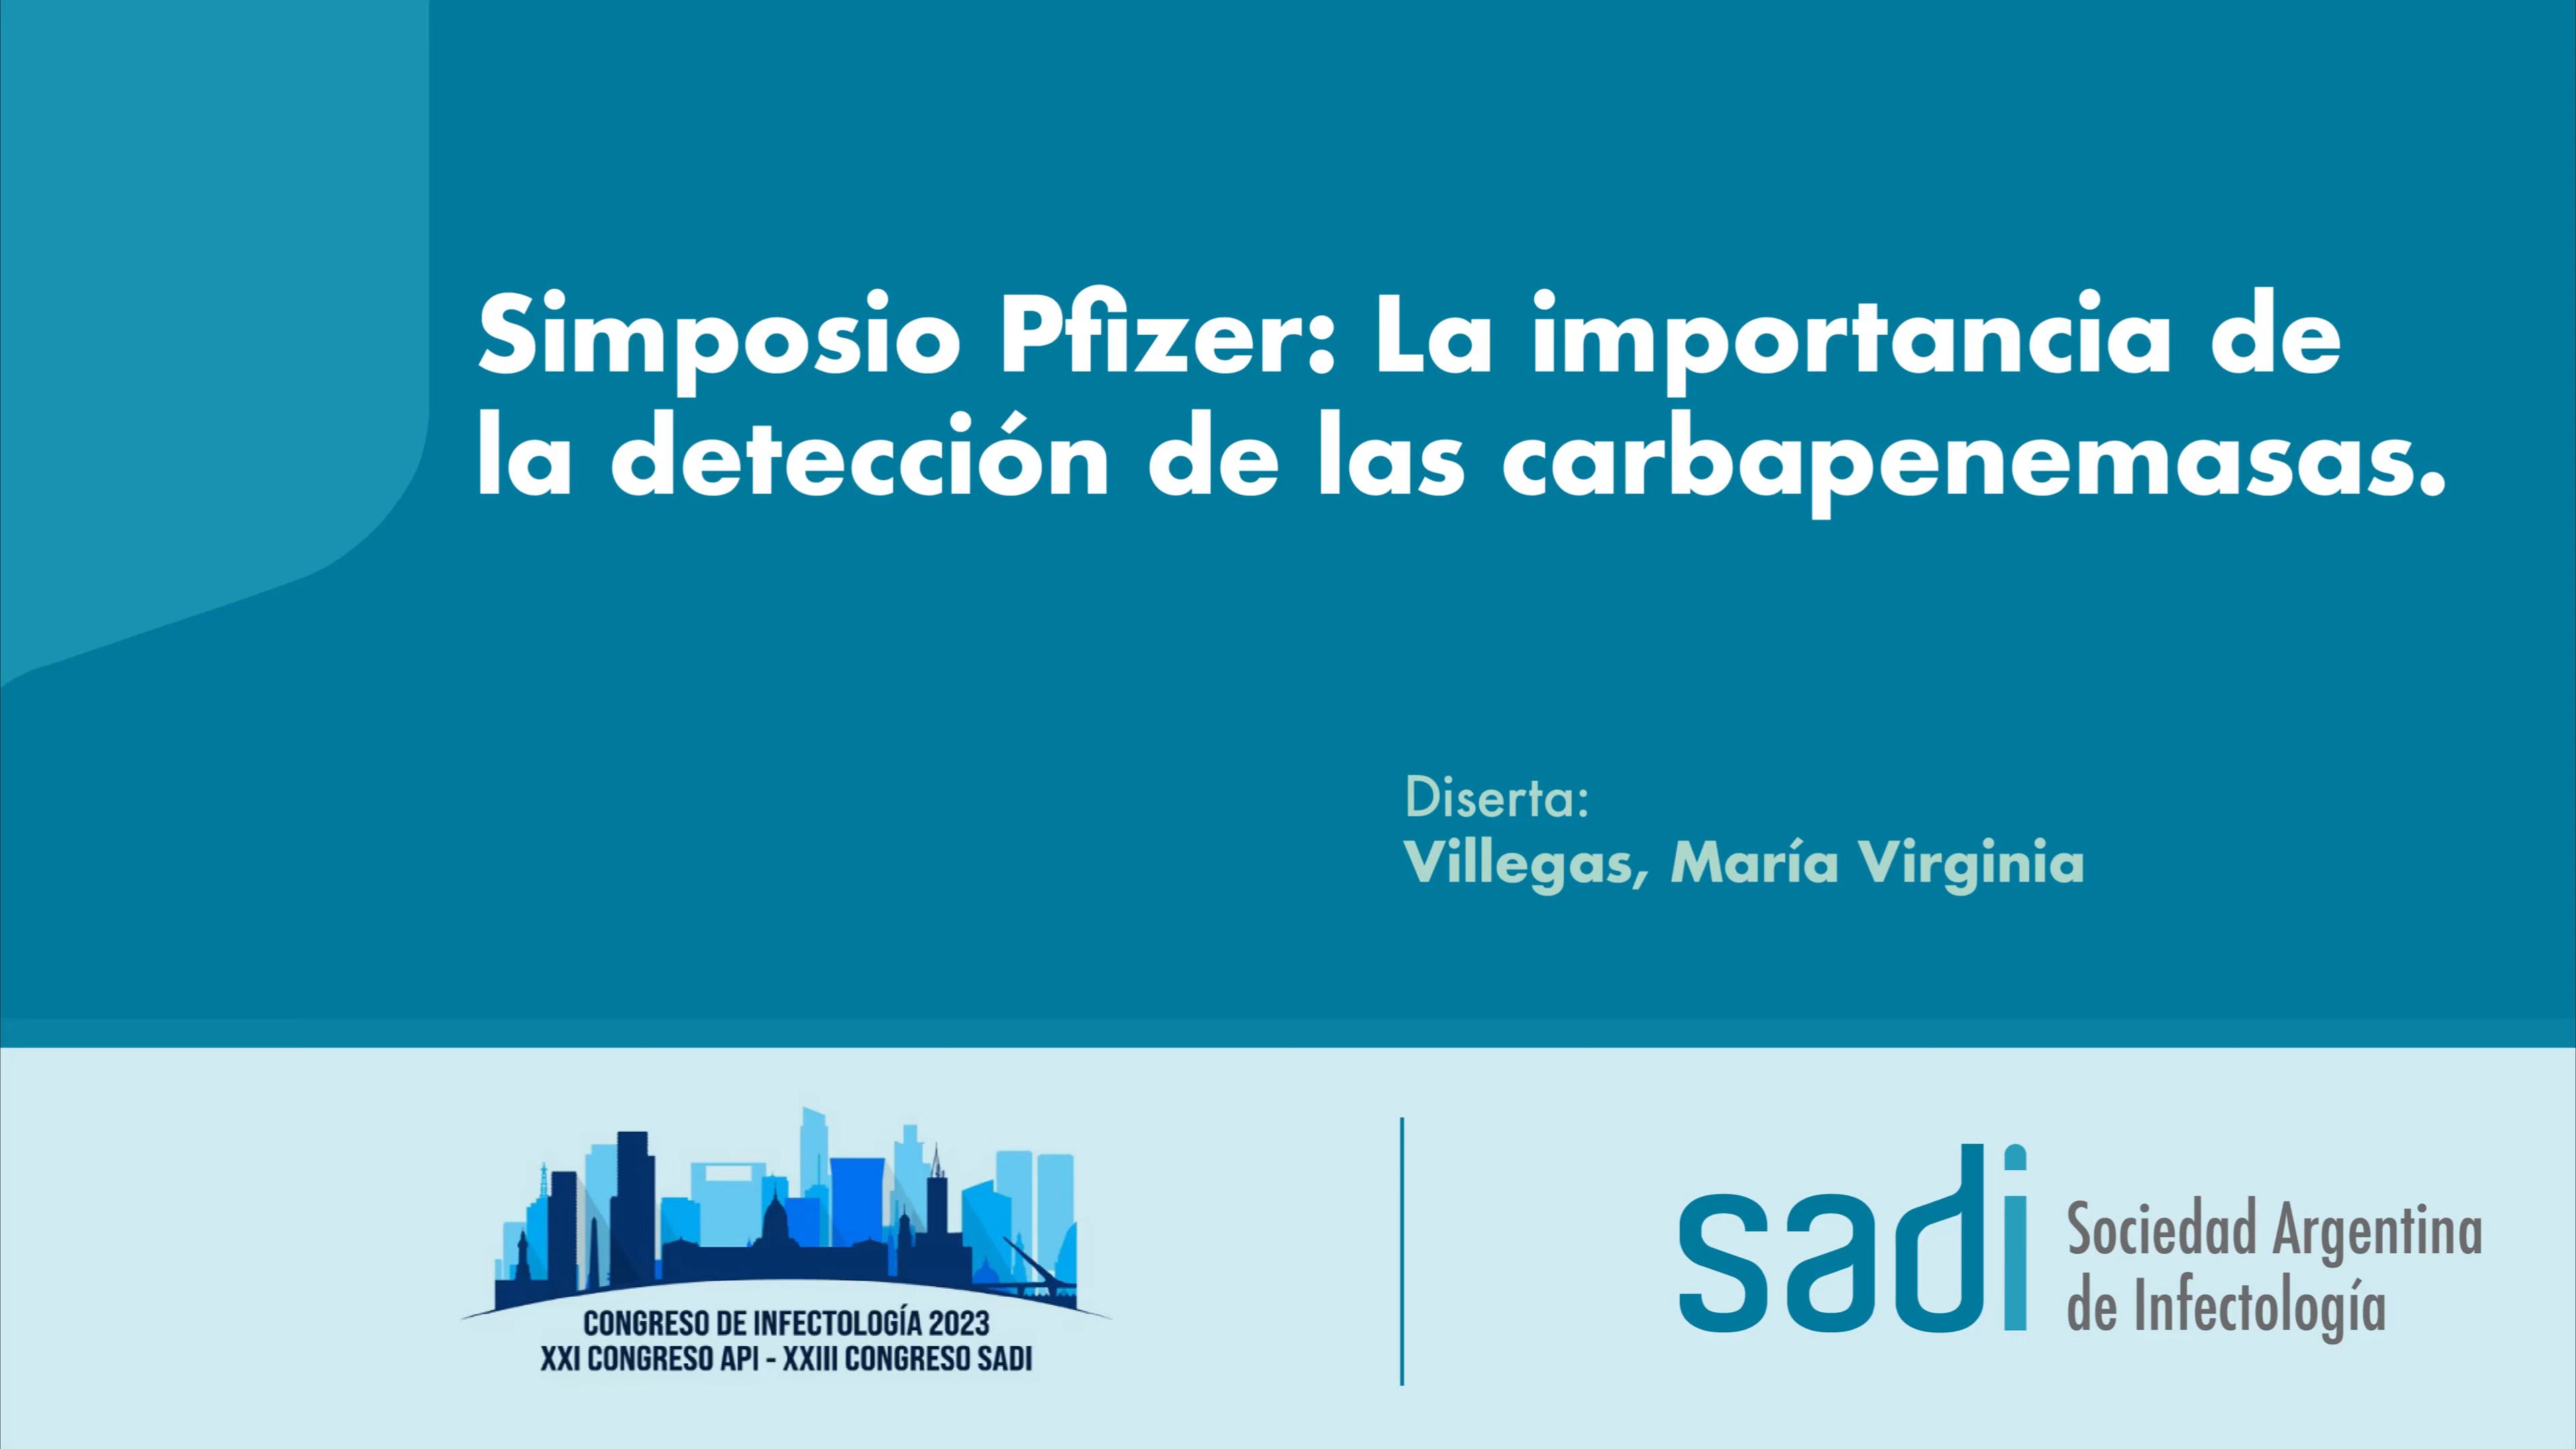 Simposio Pfizer: La importancia de
la detección de las carbapenemasas.
Diserta:
Villegas, María Virginia
CONGRESO DE INFECTOLOGÍA 2023
XXI CONGRESO API - XXIII CONGRESO SADI
sadi
Sociedad Argentina
de Infectología